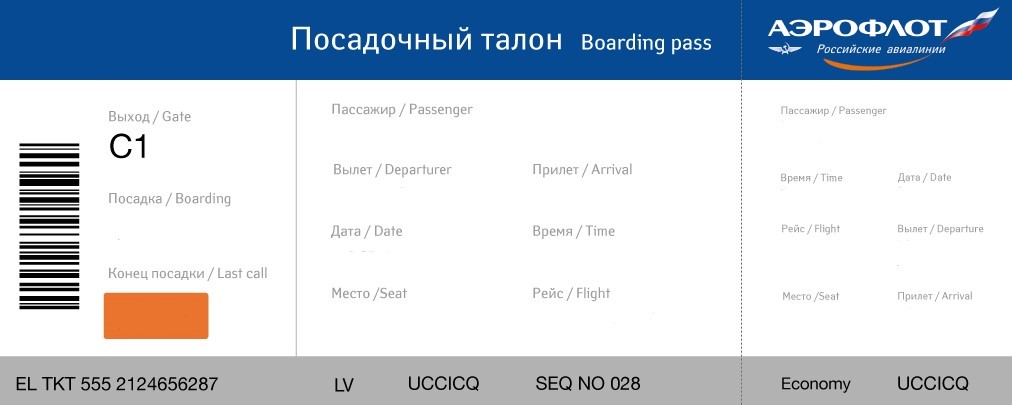 Посадочный талон Boarding pass
АЭРОФЛОТ
Российские авиалинии
Выход / Gate
C1
Посадка / Boarding
Конец посадки / Last call
Пассажир / Passenger
Вылет / Departurer
Прилет / Arrival
Дата / Date
Время / Time
Место /Seat
Рейс / Flight
Пассажир / Passenger
Время / Time
Дата / Date
Рейс / Flight
Вылет / Departure
Место /Seat
Прилет / Arrival
EL TKT 555 2124656287
LV
UCCICQ
SEQ NO 028
Economy
UCCICQ